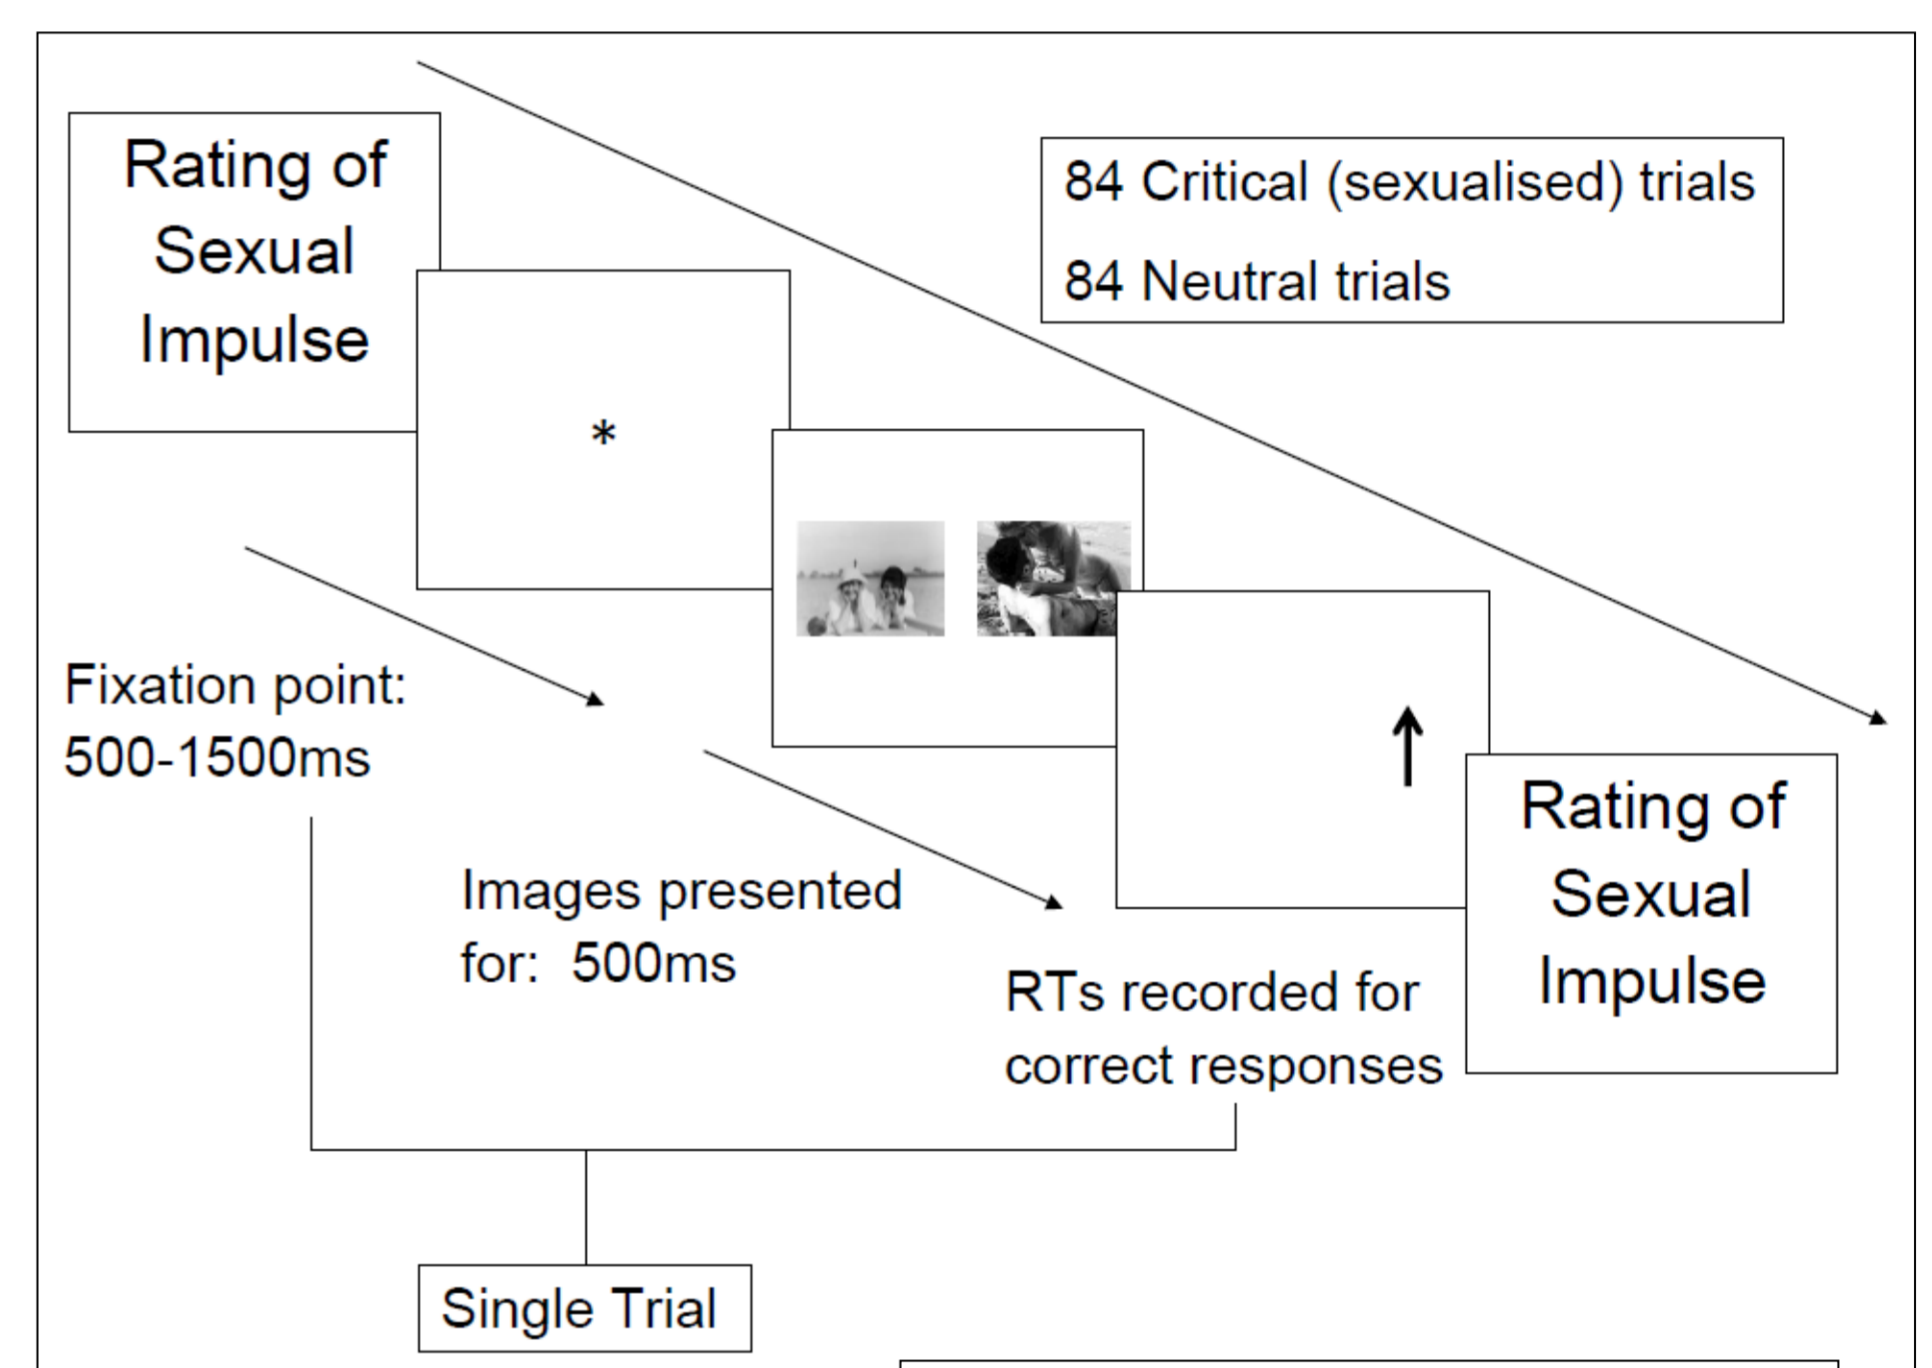 Rating of
Sexual
Impulse
84 Critical (sexualised) trials
84 Neutral trials
*
Fixation point:
500-1500ms
Images presented
for: 500ms
RTs recorded for
correct responses
Rating of
Sexual
Impulse
Single Trial